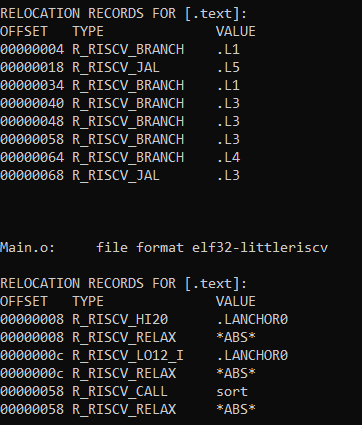 RELOCATION RECORDS FOR [.text]:
OFFSET   TYPE              VALUE
00000004 R_RISCV_BRANCH    .L1
00000018 R_RISCV_JAL       .L5
00000034 R_RISCV_BRANCH    .L1
00000040 R_RISCV_BRANCH    .L3
00000048 R_RISCV_BRANCH    .L3
00000058 R_RISCV_BRANCH    .L3
00000064 R_RISCV_BRANCH    .L4
00000068 R_RISCV_JAL       .L3
Main.o:     file format elf32-littleriscv
RELOCATION RECORDS FOR [.text]:
OFFSET   TYPE              VALUE
00000008 R_RISCV_HI20      .LANCHOR0
00000008 R_RISCV_RELAX     *ABS*
0000000c R_RISCV_LO12_I    .LANCHOR0
0000000c R_RISCV_RELAX     *ABS*
00000058 R_RISCV_CALL      sort
00000058 R_RISCV_RELAX     *ABS*